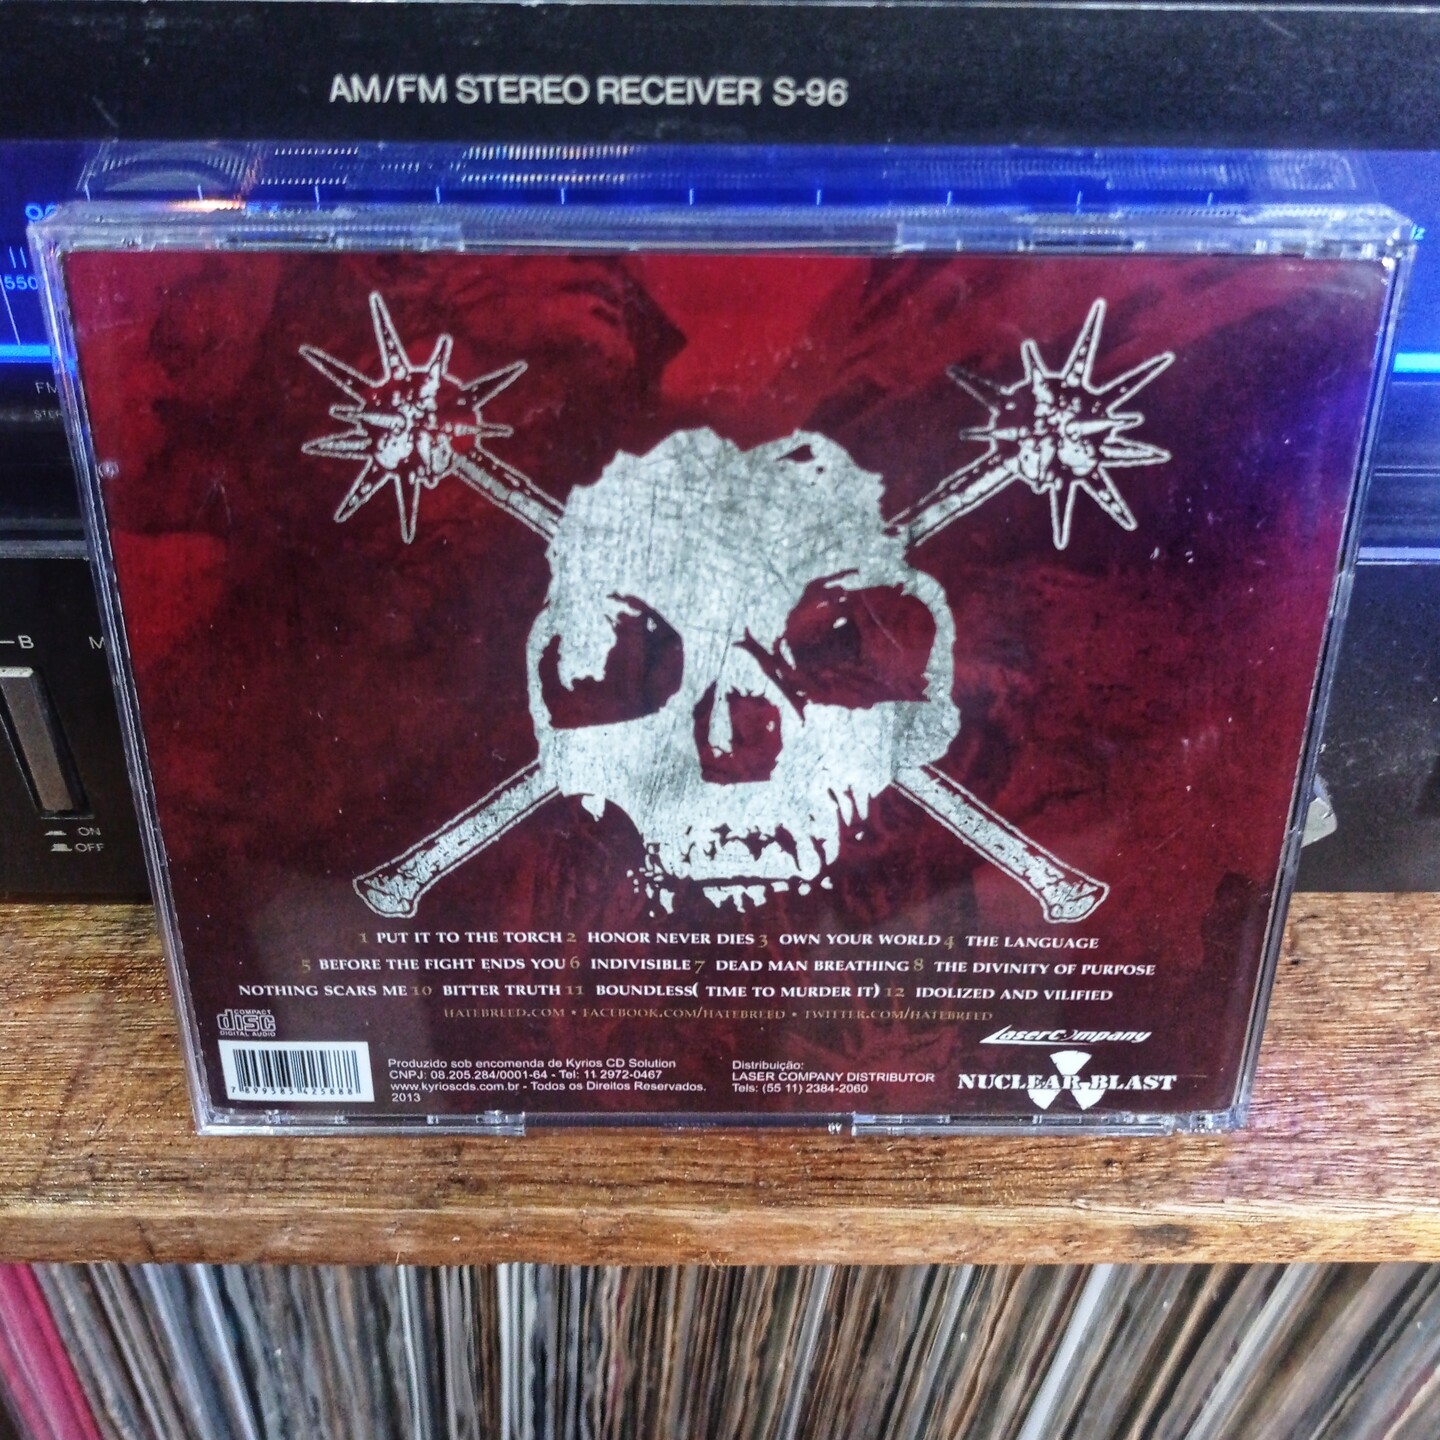 AM/FM STEREO RECEIVER S-96
550
FM
B
M
ON
OFF
1 PUT IT TO THE TORCH 2 HONOR NEVER DIES 3 OWN YOUR WORLD 4 THE LANGUAGE
5 BEFORE THE FIGHT ENDS YOU 6 INDIVISIBLE 7 DEAD MAN BREATHING 8 THE DIVINITY OF PURPOSE
NOTHING SCARS ME 10 BITTER TRUTH 11 BOUNDLESS( TIME TO MURDER IT) 12 IDOLIZED AND VILIFIED
HATEBREED.COM • FACEBOOK.COM/HATEBREED • TWITTER.COM/HATEBREED
COMPACT
disc
DIGITAL AUDIO
7 899585 425888
Produzido sob encomenda de Kyrios CD Solution
CNPJ: 08.205.284/0001-64 - Tel: 11 2972-0467
www.kyrioscds.com.br - Todos os Direitos Reservados.
2013
Distribuição:
LASER COMPANY DISTRIBUTOR
Tels: (55 11) 2384-2060
LaserCompany
NUCLEAR BLAST